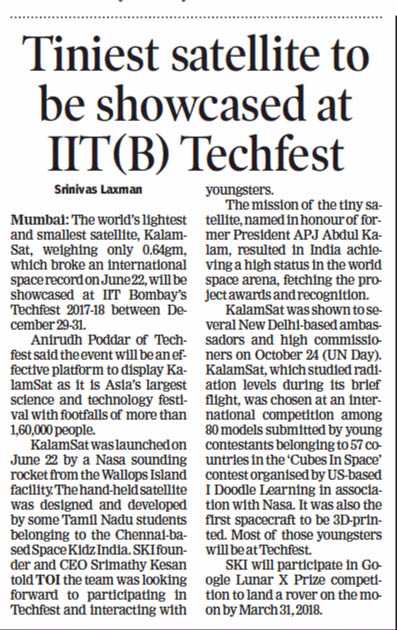 Tiniest satellite to
be showcased at
IIT(B) Techfest
Srinivas Laxman
Mumbai: The world's lightest
and smallest satellite, Kalam-
Sat, weighing only 0.64gm,
which broke an international
space record on June 22, will be
showcased at IIT Bombay's
Techfest 2017-18 between De-
cember 29-31.
Anirudh Poddar of Tech-
fest said the event will be an ef-
fective platform to display Ka-
lamSat as it is Asia's largest
science and technology festi-
val with footfalls of more than
1,60,000 people.
KalamSat was launched on
June 22 by a Nasa sounding
rocket from the Wallops Island
facility. The hand-held satellite
was designed and developed
by some Tamil Nadu students
belonging to the Chennai-ba-
sed Space Kidz India. SKI foun-
der and CEO Srimathy Kesan
told TOI the team was looking
forward to participating in
Techfest and interacting with
youngsters.
The mission of the tiny sa-
tellite, named in honour of for-
mer President APJ Abdul Ka-
lam, resulted in India achie-
ving a high status in the world
space arena, fetching the pro-
ject awards and recognition.
KalamSat was shown to se-
veral New Delhi-based ambas-
sadors and high commissio-
ners on October 24 (UN Day).
KalamSat, which studied radi-
ation levels during its brief
flight, was chosen at an inter-
national competition among
80 models submitted by young
contestants belonging to 57 co-
untries in the 'Cubes In Space'
contest organised by US-based
I Doodle Learning in associa-
tion with Nasa. It was also the
first spacecraft to be 3D-prin-
ted. Most of those youngsters
will be at Techfest.
SKI will participate in Go-
ogle Lunar X Prize competi-
tion to land a rover on the mo-
on by March 31, 2018.